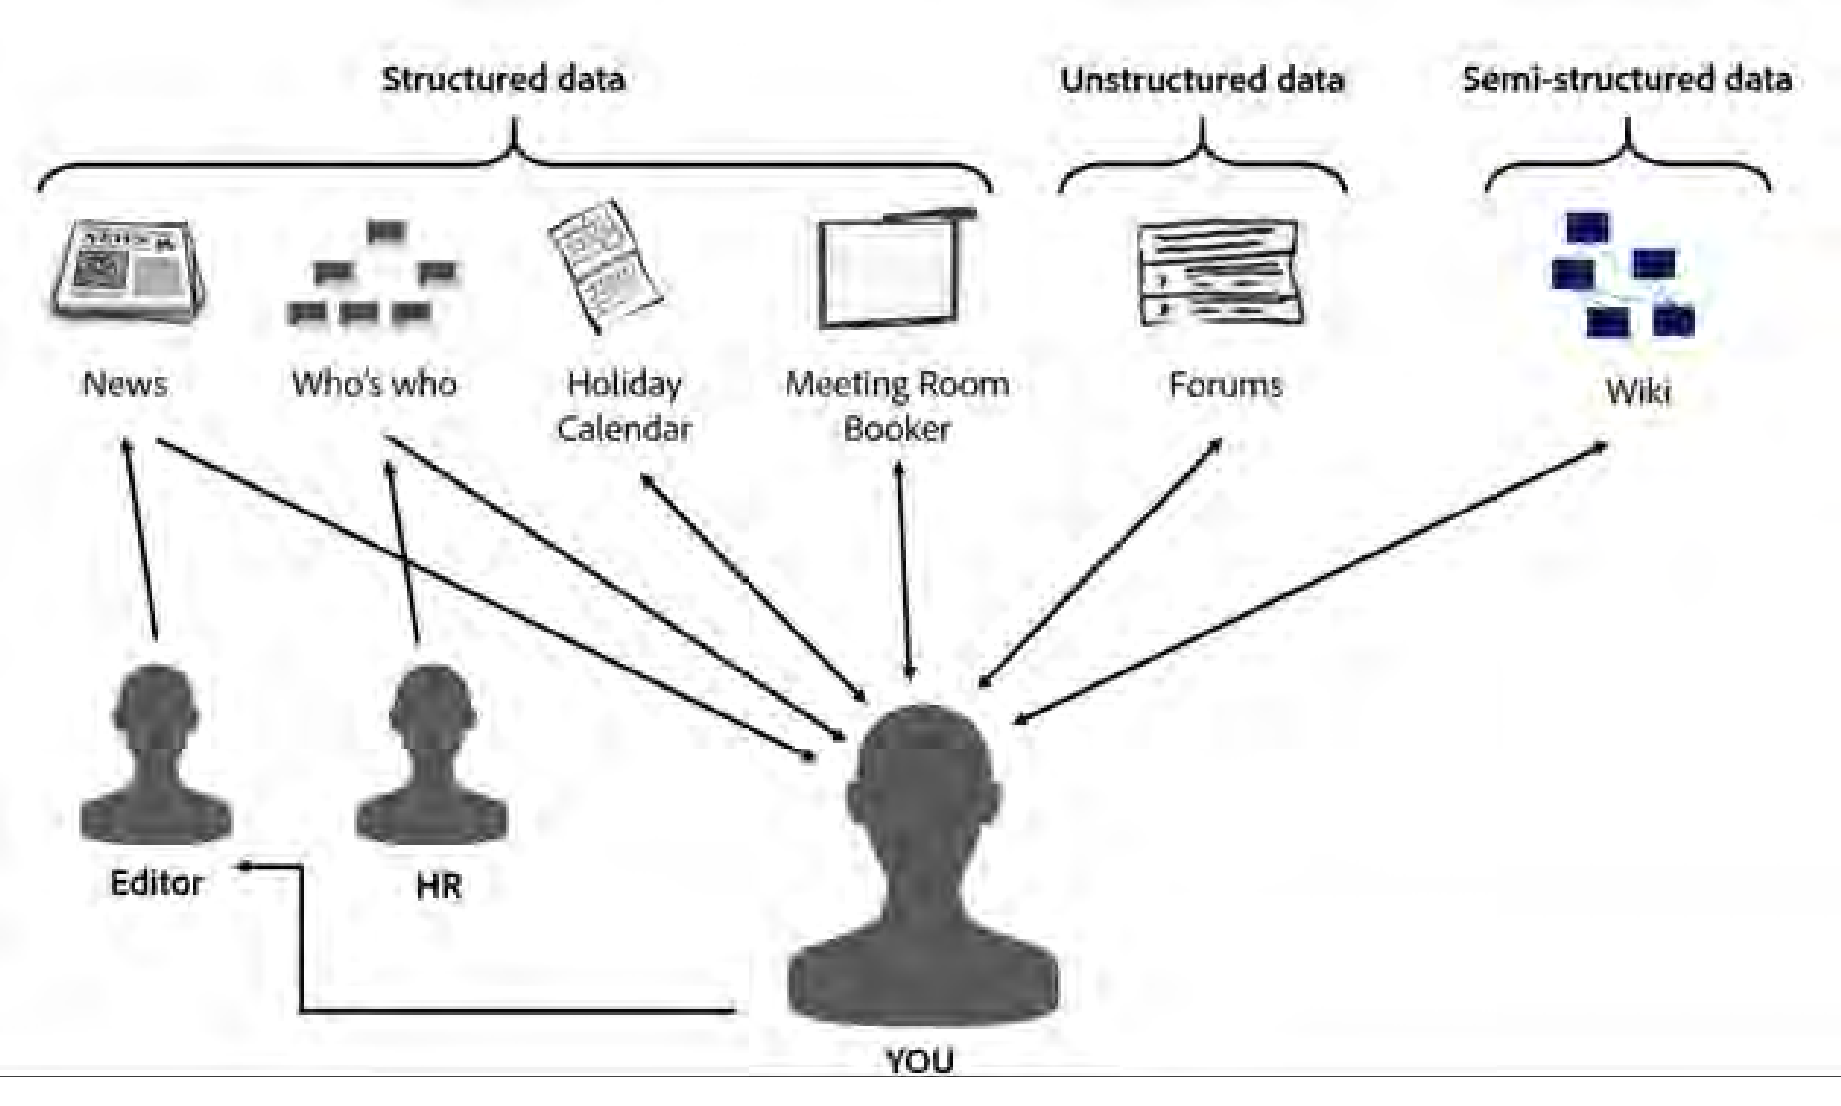 Structured data
Unstructured data
Semi-structured data
News
Who's who
Holiday
Calendar
Meeting Room
Booker
Forums
Wiki
Editor
HR
YOU